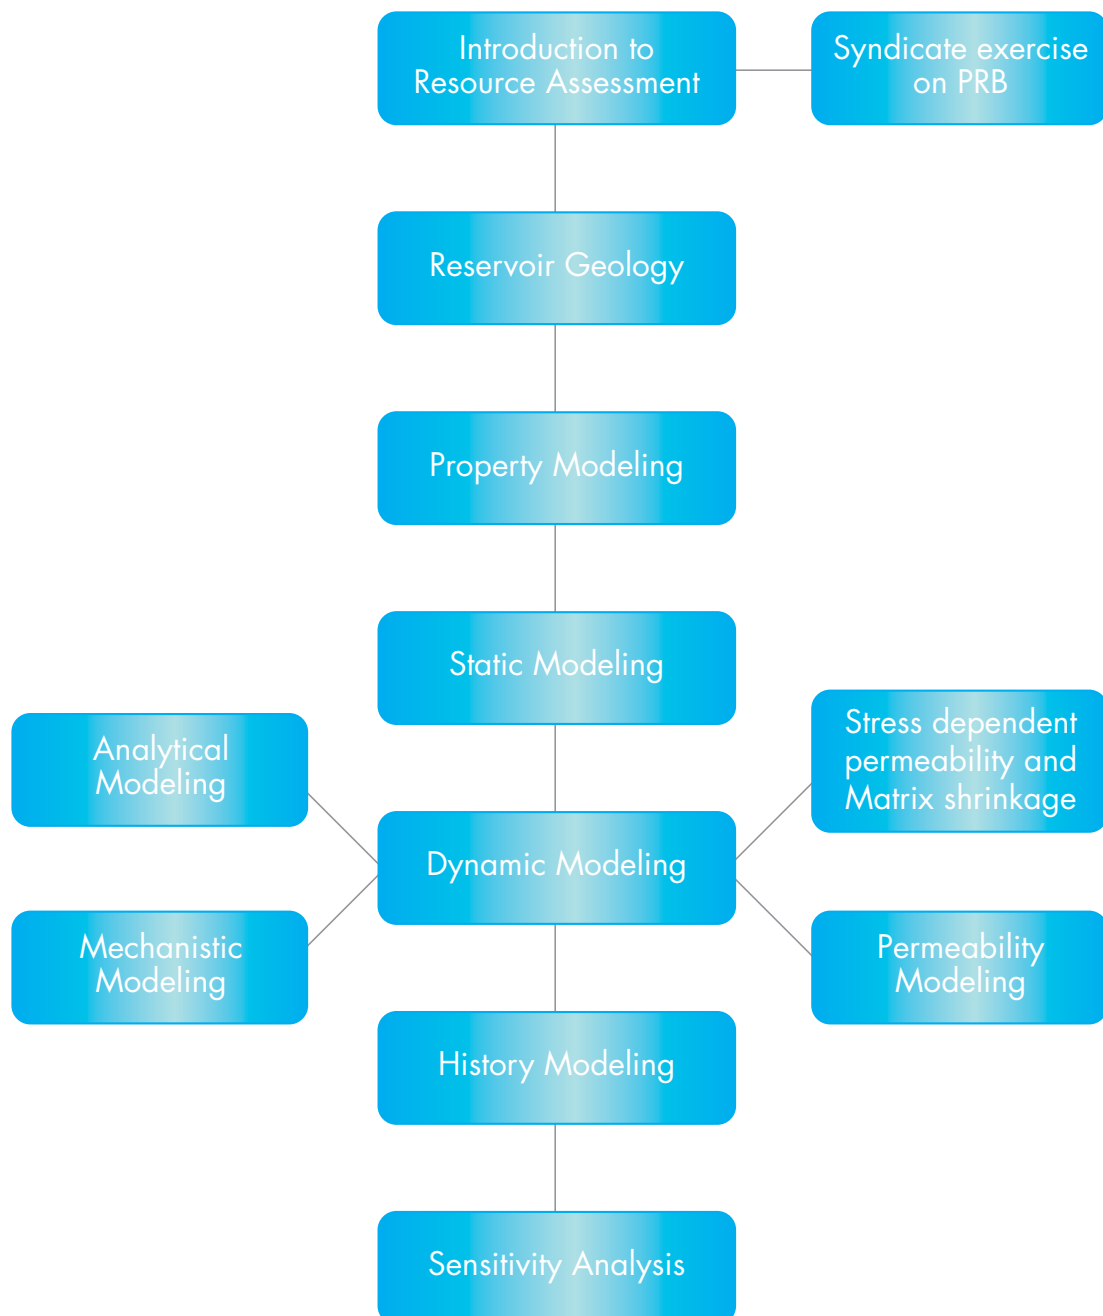 Introduction to
Resource Assessment
Syndicate exercise
on PRB
Reservoir Geology
Property Modeling
Static Modeling
Analytical
Modeling
Stress dependent
permeability and
Matrix shrinkage
Dynamic Modeling
Mechanistic
Modeling
Permeability
Modeling
History Modeling
Sensitivity Analysis